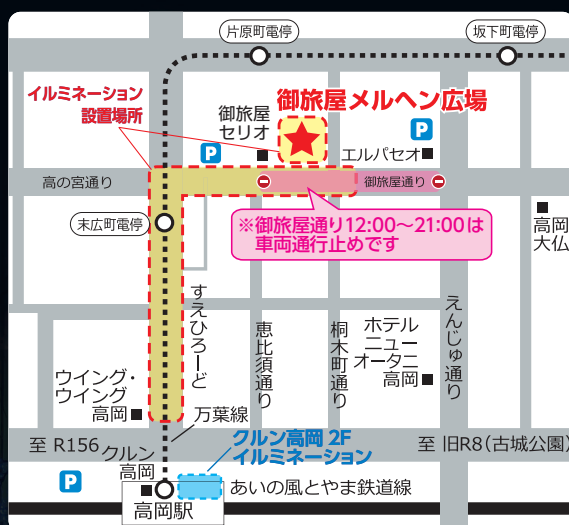 片原町電停
坂下町電停
イルミネーション
設置場所
御旅屋メルヘン広場
御旅屋
セリオ
P
P
エルパセオ
高の宮通り
御旅屋通り
※御旅屋通り12:00～21:00は
車両通行止めです
末広町電停
高岡
大仏
すえひろーど
恵比須通り
桐木町通り
ホテル
ニュー
オータニ
高岡
えんじゅ通り
ウイング・
ウイング
高岡
万葉線
至 R156
クルン
高岡
クルン高岡 2F
イルミネーション
至 旧R8(古城公園)
P
あいの風とやま鉄道線
高岡駅